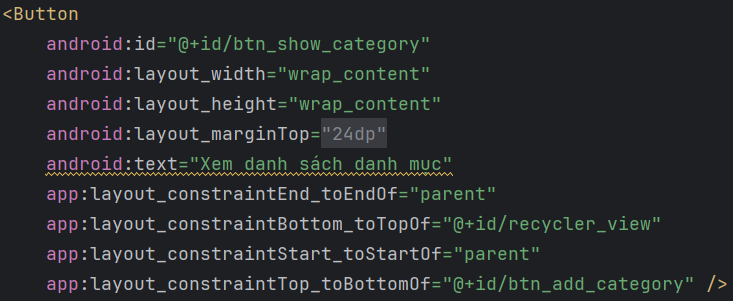 <Button
android:id="@+id/btn_show_category"
android:layout_width="wrap_content"
android:layout_height="wrap_content"
android:layout_marginTop="24dp"
android:text="Xem danh sách danh mục"
app:layout_constraintEnd_toEndOf="parent"
app:layout_constraintBottom_toTopOf="@+id/recycler_view"
app:layout_constraintStart_toStartOf="parent"
app:layout_constraintTop_toBottomOf="@+id/btn_add_category" />